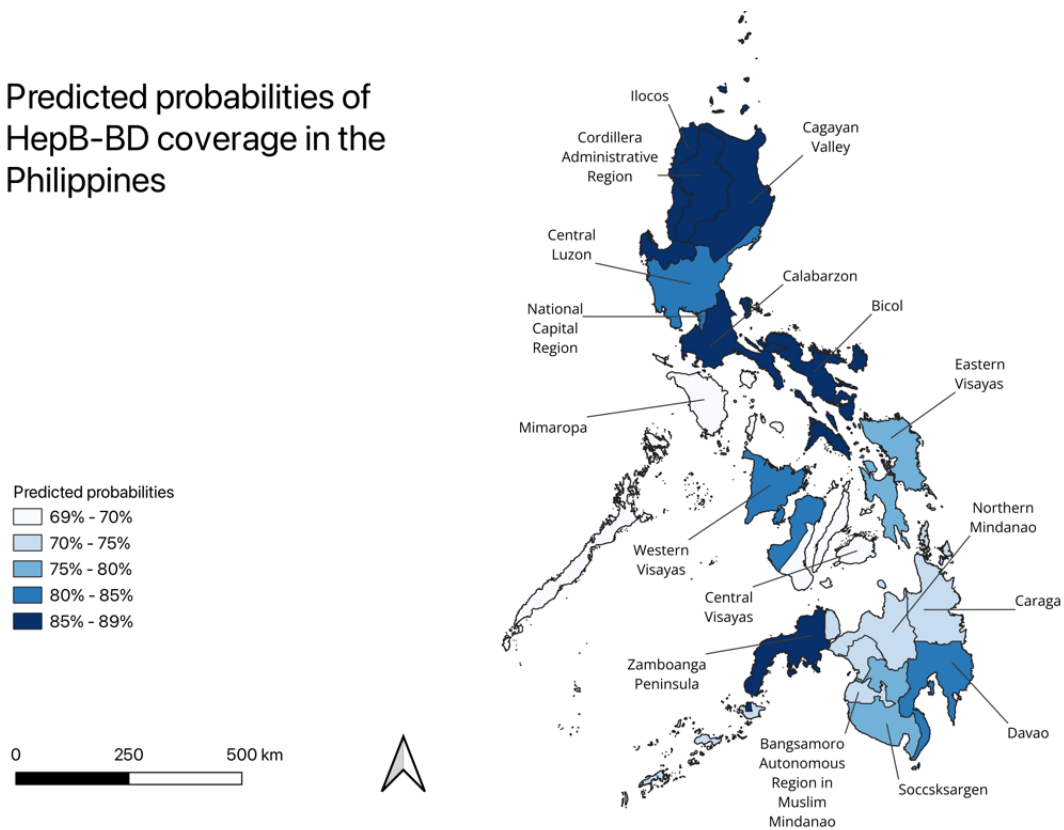 Predicted probabilities of
HepB-BD coverage in the
Philippines
Ilocos
Cordillera
Administrative
Region
Cagayan
Valley
Central
Luzon
Calabarzon
National
Capital
Region
Bicol
Eastern
Visayas
Mimaropa
Predicted probabilities
69% - 70%
70% - 75%
75% - 80%
80% - 85%
85% - 89%
Northern
Mindanao
Western
Visayas
Central
Visayas
Caraga
Zamboanga
Peninsula
Davao
Bangsamoro
Autonomous
Region in
Muslim
Mindanao
Soccsksargen
0 250 500 km